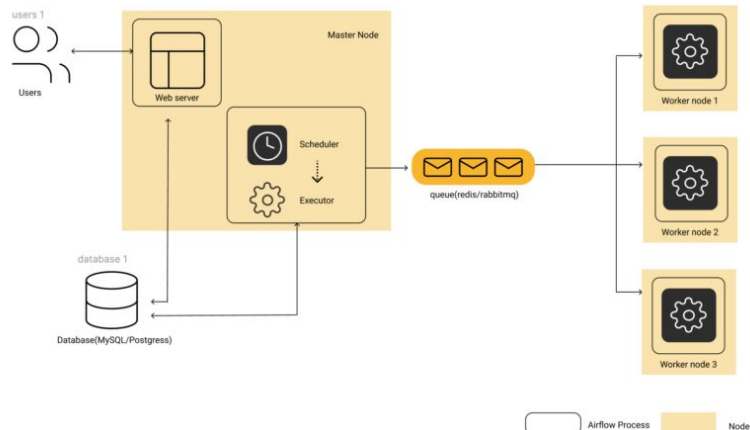 users 1
Users
Web server
Master Node
Scheduler
Executor
queue(redis/rabbitmq)
Worker node 1
Worker node 2
Worker node 3
database 1
Database(MySQL/Postgress)
Airflow Process
Node